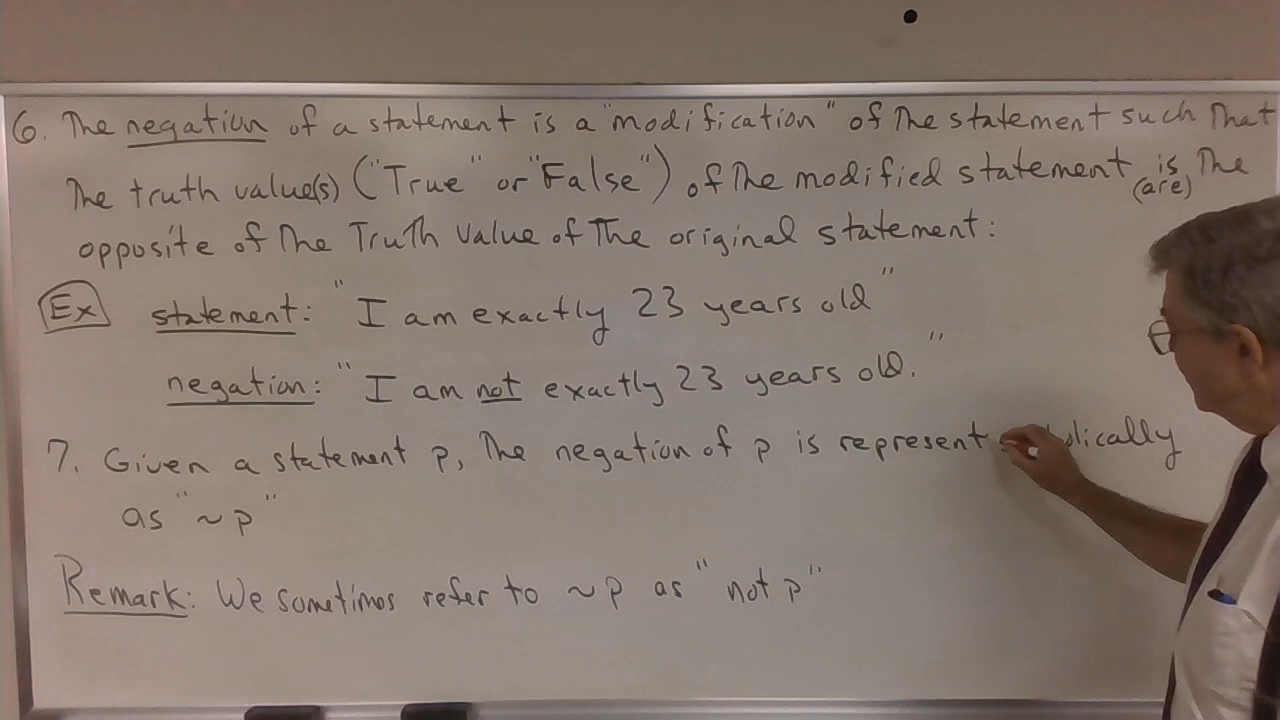 6. The negation of a statement is a "modification" of the statement such that
the truth value(s) ("True" or "False") of the modified statement is (are) the
opposite of the Truth Value of the original statement:
Ex statement: "I am exactly 23 years old"
negation: "I am not exactly 23 years old."
7. Given a statement p, the negation of p is represent
as "~p"
Remark: We sometimes refer to ~p as "not p"